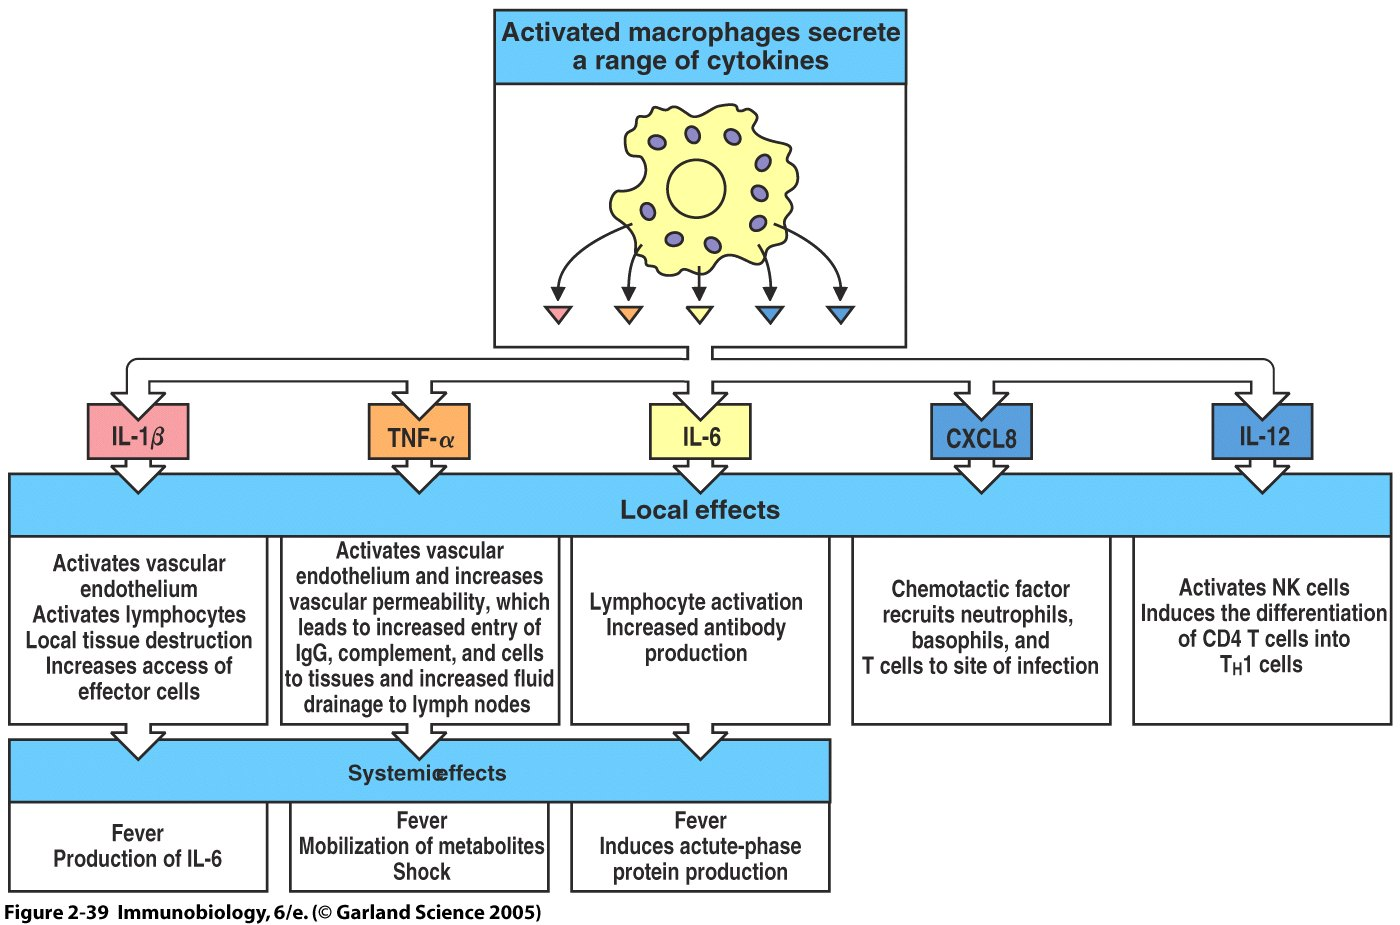 Activated macrophages secrete
a range of cytokines
IL-1β
TNF-α
IL-6
CXCL8
IL-12
Local effects
Activates vascular
endothelium
Activates lymphocytes
Local tissue destruction
Increases access of
effector cells
Activates vascular
endothelium and increases
vascular permeability, which
leads to increased entry of
IgG, complement, and cells
to tissues and increased fluid
drainage to lymph nodes
Lymphocyte activation
Increased antibody
production
Chemotactic factor
recruits neutrophils,
basophils, and
T cells to site of infection
Activates NK cells
Induces the differentiation
of CD4 T cells into
TH1 cells
Systemic effects
Fever
Production of IL-6
Fever
Mobilization of metabolites
Shock
Fever
Induces actute-phase
protein production
Figure 2-39 Immunobiology, 6/e. (© Garland Science 2005)